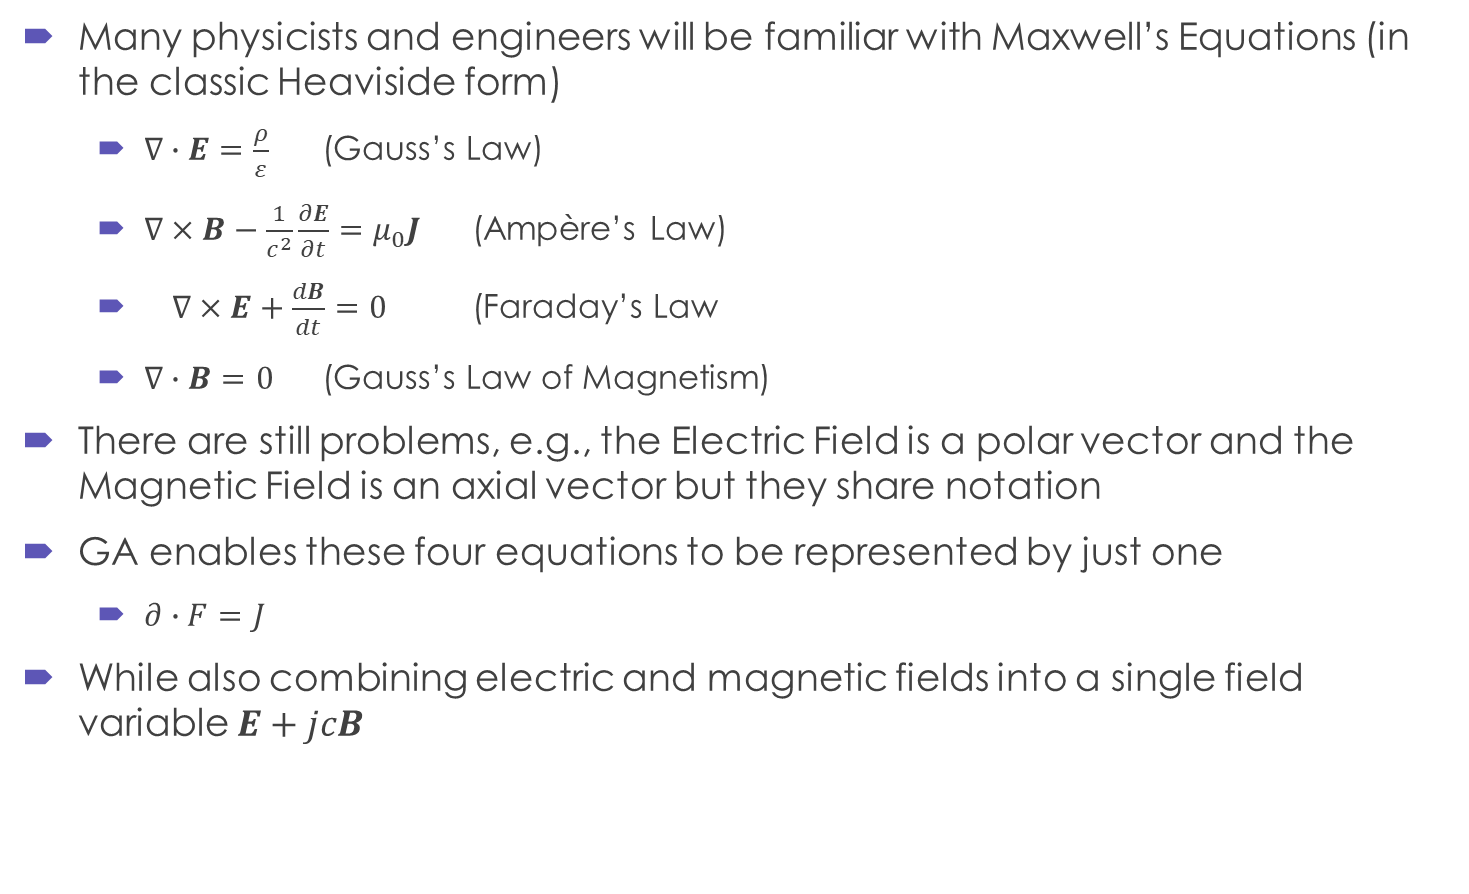 Many physicists and engineers will be familiar with Maxwell's Equations (in
the classic Heaviside form)
∇ · E = ρ/ε (Gauss's Law)
∇ × B − 1/c² ∂E/∂t = μ₀J (Ampère's Law)
∇ × E + dB/dt = 0 (Faraday's Law
∇ · B = 0 (Gauss's Law of Magnetism)
There are still problems, e.g., the Electric Field is a polar vector and the
Magnetic Field is an axial vector but they share notation
GA enables these four equations to be represented by just one
∂ · F = J
While also combining electric and magnetic fields into a single field
variable E + jcB